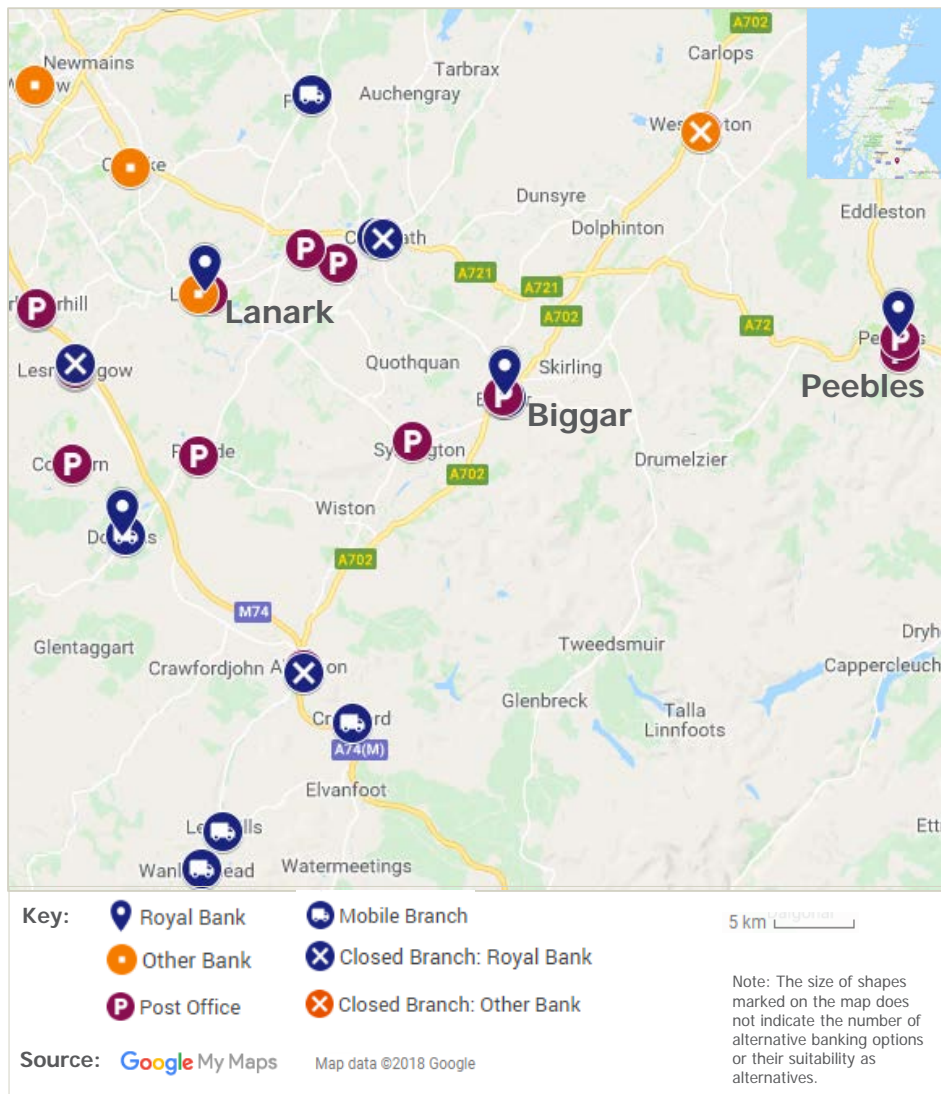 A702
Carlops
Newmains
Tarbrax
Auchengray
Dunsyre
Dolphinton
Eddleston
A721
A721
A702
A72
Lanark
Quothquan
Skirling
Peebles
Biggar
Drumelzier
A702
Wiston
A702
M74
Glentaggart
Crawfordjohn
Tweedsmuir
Cappercleuch
Glenbreck
Talla
Linnfoots
A74(M)
Elvanfoot
Watermeetings
Key:
Royal Bank
Mobile Branch
5 km
Other Bank
Closed Branch: Royal Bank
Post Office
Closed Branch: Other Bank
Note: The size of shapes
marked on the map does
not indicate the number of
alternative banking options
or their suitability as
alternatives.
Source: Google My Maps
Map data ©2018 Google